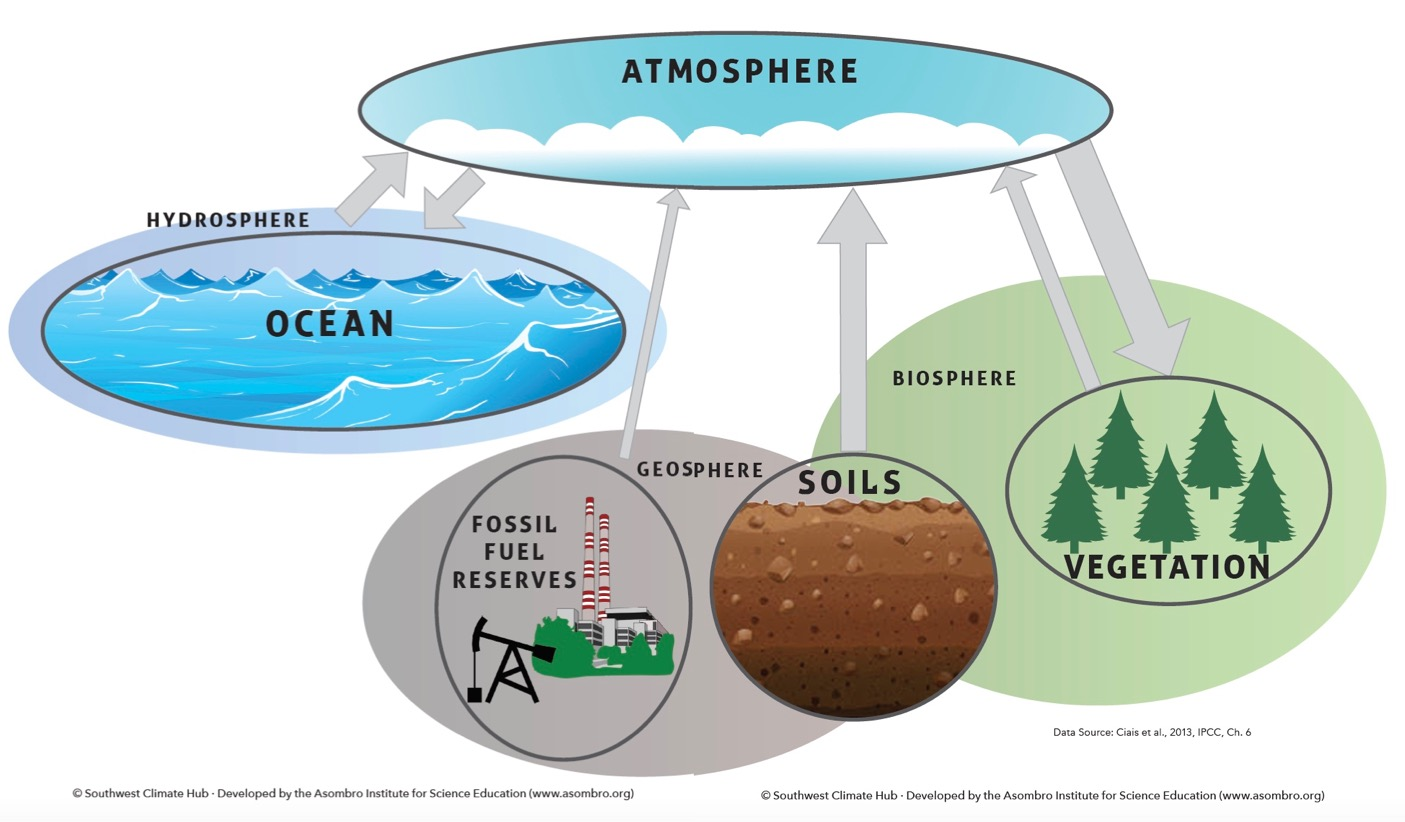 ATMOSPHERE
HYDROSPHERE
OCEAN
BIOSPHERE
GEOSPHERE
SOILS
FOSSIL
FUEL
RESERVES
VEGETATION
Data Source: Ciais et al., 2013, IPCC, Ch. 6
© Southwest Climate Hub · Developed by the Asombro Institute for Science Education (www.asombro.org)
© Southwest Climate Hub · Developed by the Asombro Institute for Science Education (www.asombro.org)